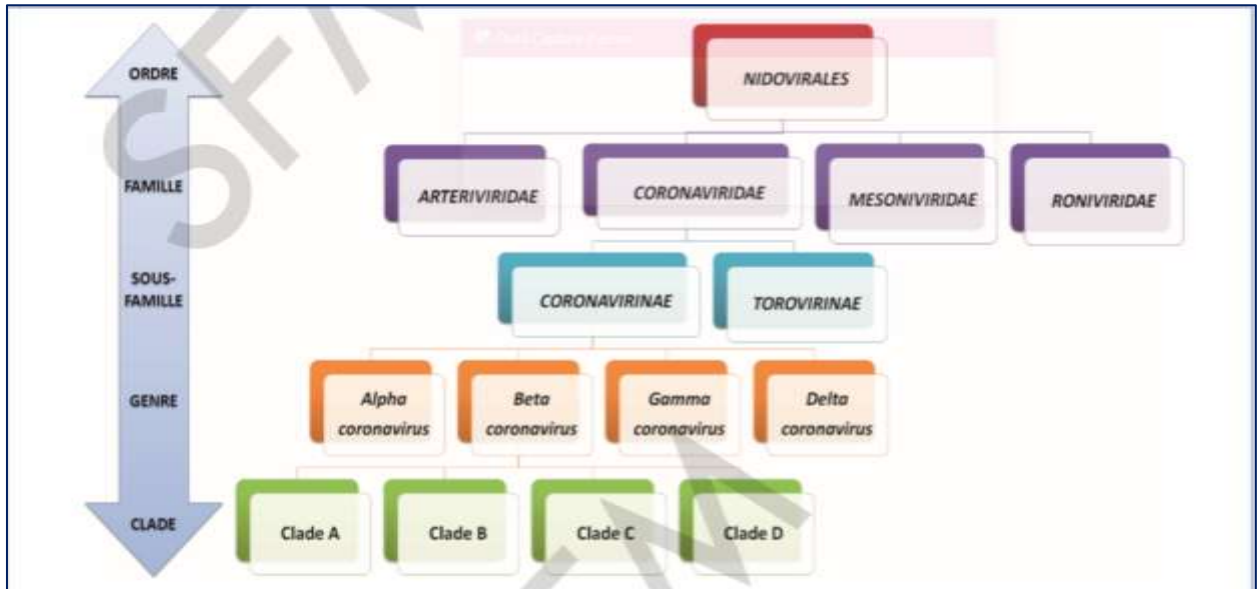 ORDRE
NIDOVIRALES
FAMILLE
ARTERIVIRIDAE
CORONAVIRIDAE
MESONIVIRIDAE
RONIVIRIDAE
SOUS-
FAMILLE
CORONAVIRINAE
TOROVIRINAE
GENRE
Alpha
coronavirus
Beta
coronavirus
Gamma
coronavirus
Delta
coronavirus
CLADE
Clade A
Clade B
Clade C
Clade D